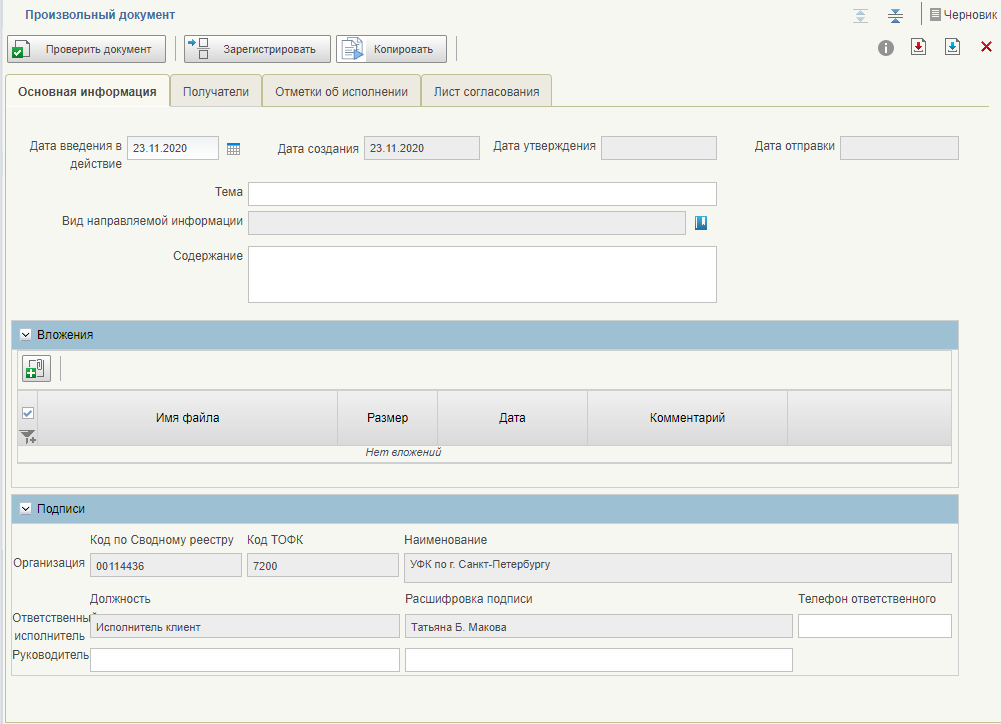 Произвольный документ
Черновик
Проверить документ
Зарегистрировать
Копировать
Основная информация
Получатели
Отметки об исполнении
Лист согласования
Дата введения в действие
23.11.2020
Дата создания
23.11.2020
Дата утверждения
Дата отправки
Тема
Вид направляемой информации
Содержание
Вложения
Имя файла
Размер
Дата
Комментарий
Нет вложений
Подписи
Код по Сводному реестру
Код ТОФК
Наименование
Организация
00114436
7200
УФК по г. Санкт-Петербургу
Должность
Расшифровка подписи
Телефон ответственного
Ответственный
исполнитель
Исполнитель клиент
Татьяна Б. Макова
Руководитель